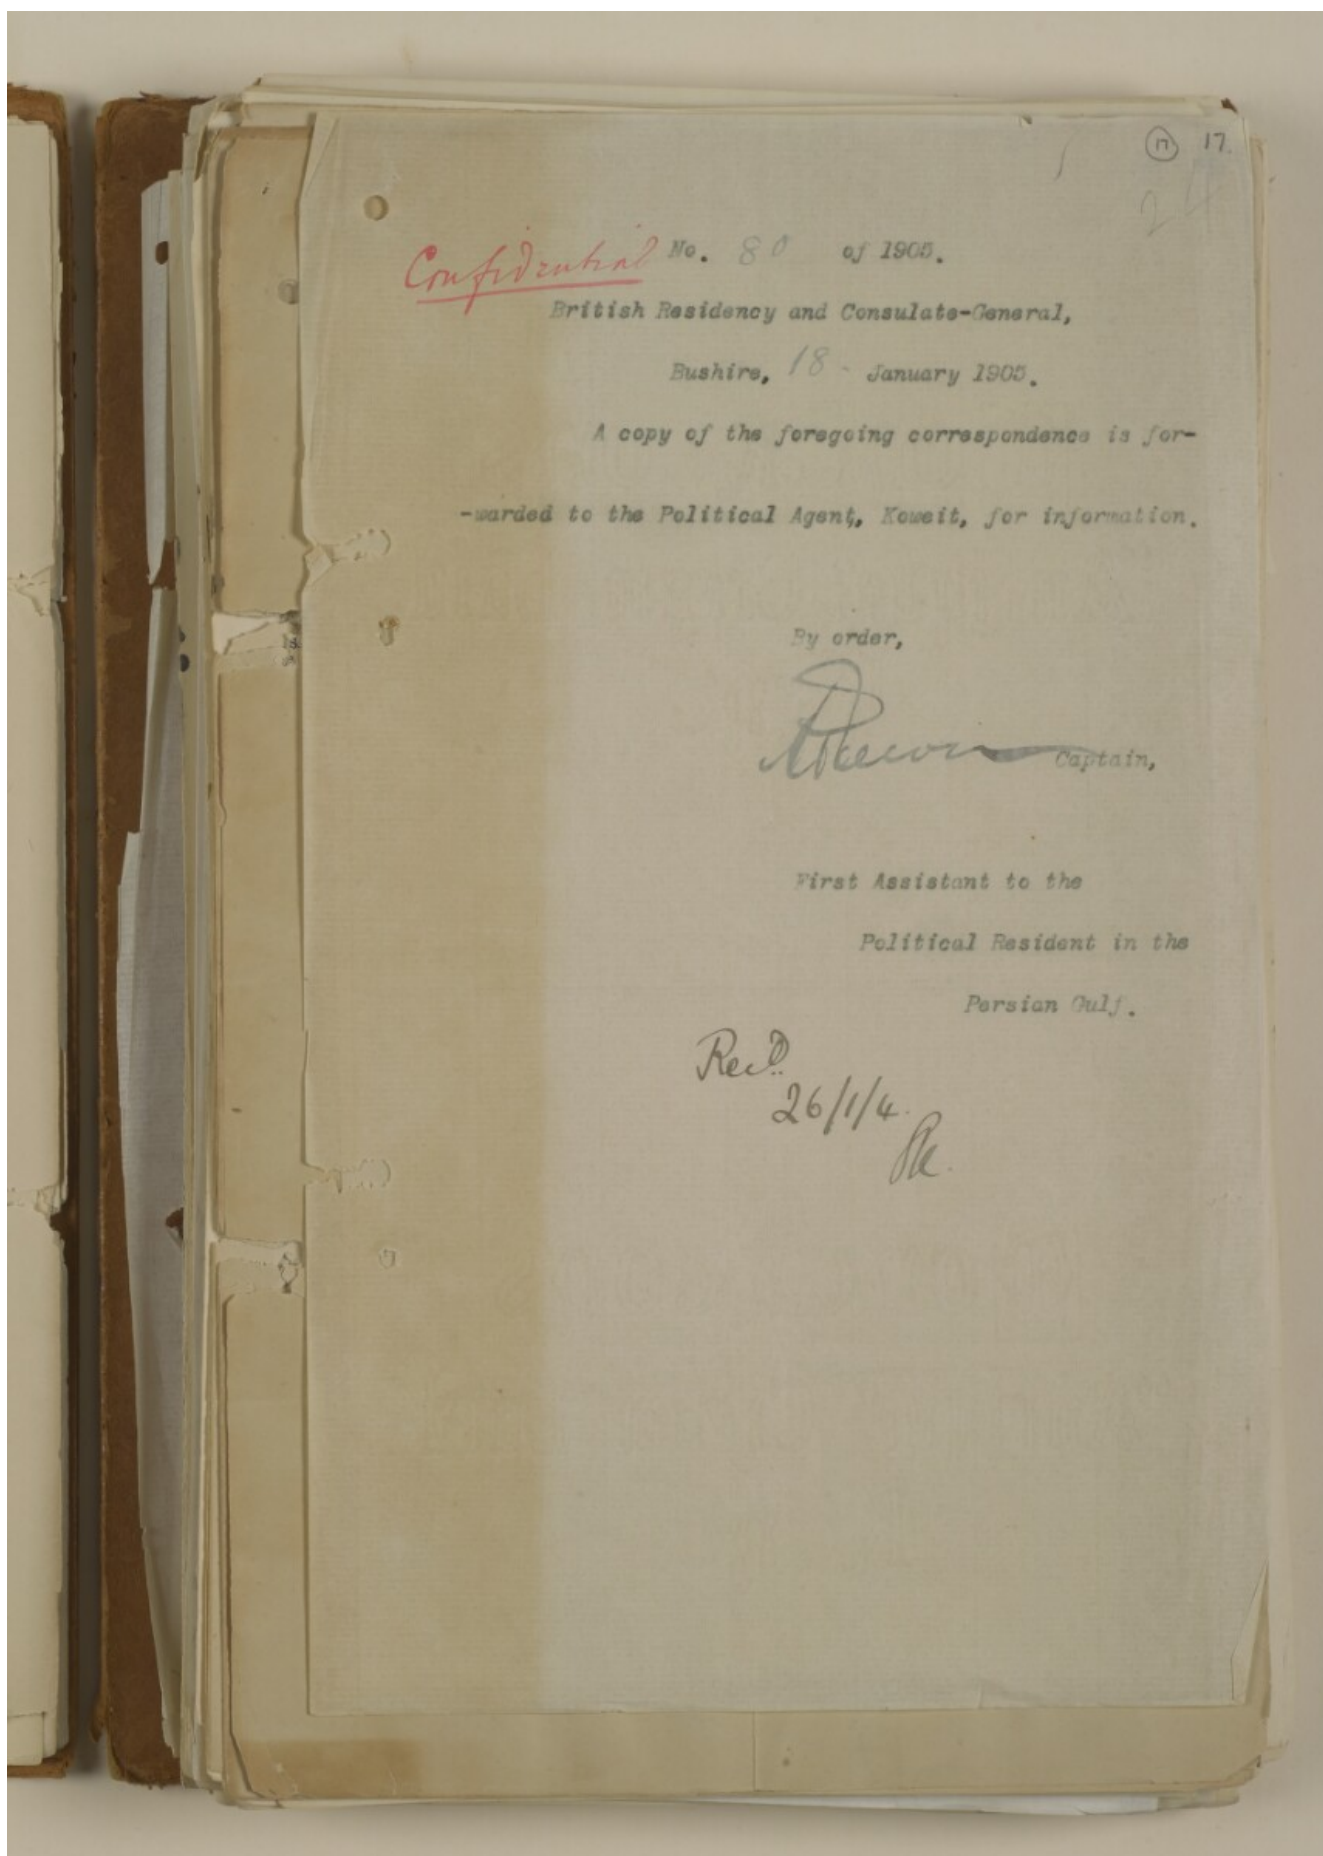 17 17.
24
Confidential No. 80 of 1905.
British Residency and Consulate-General,
Bushire, 18 - January 1905.
A copy of the foregoing correspondence is for-
-warded to the Political Agent, Koweit, for information.
By order,
Captain,
First Assistant to the
Political Resident in the
Persian Gulf.
Recd.
26/1/4.